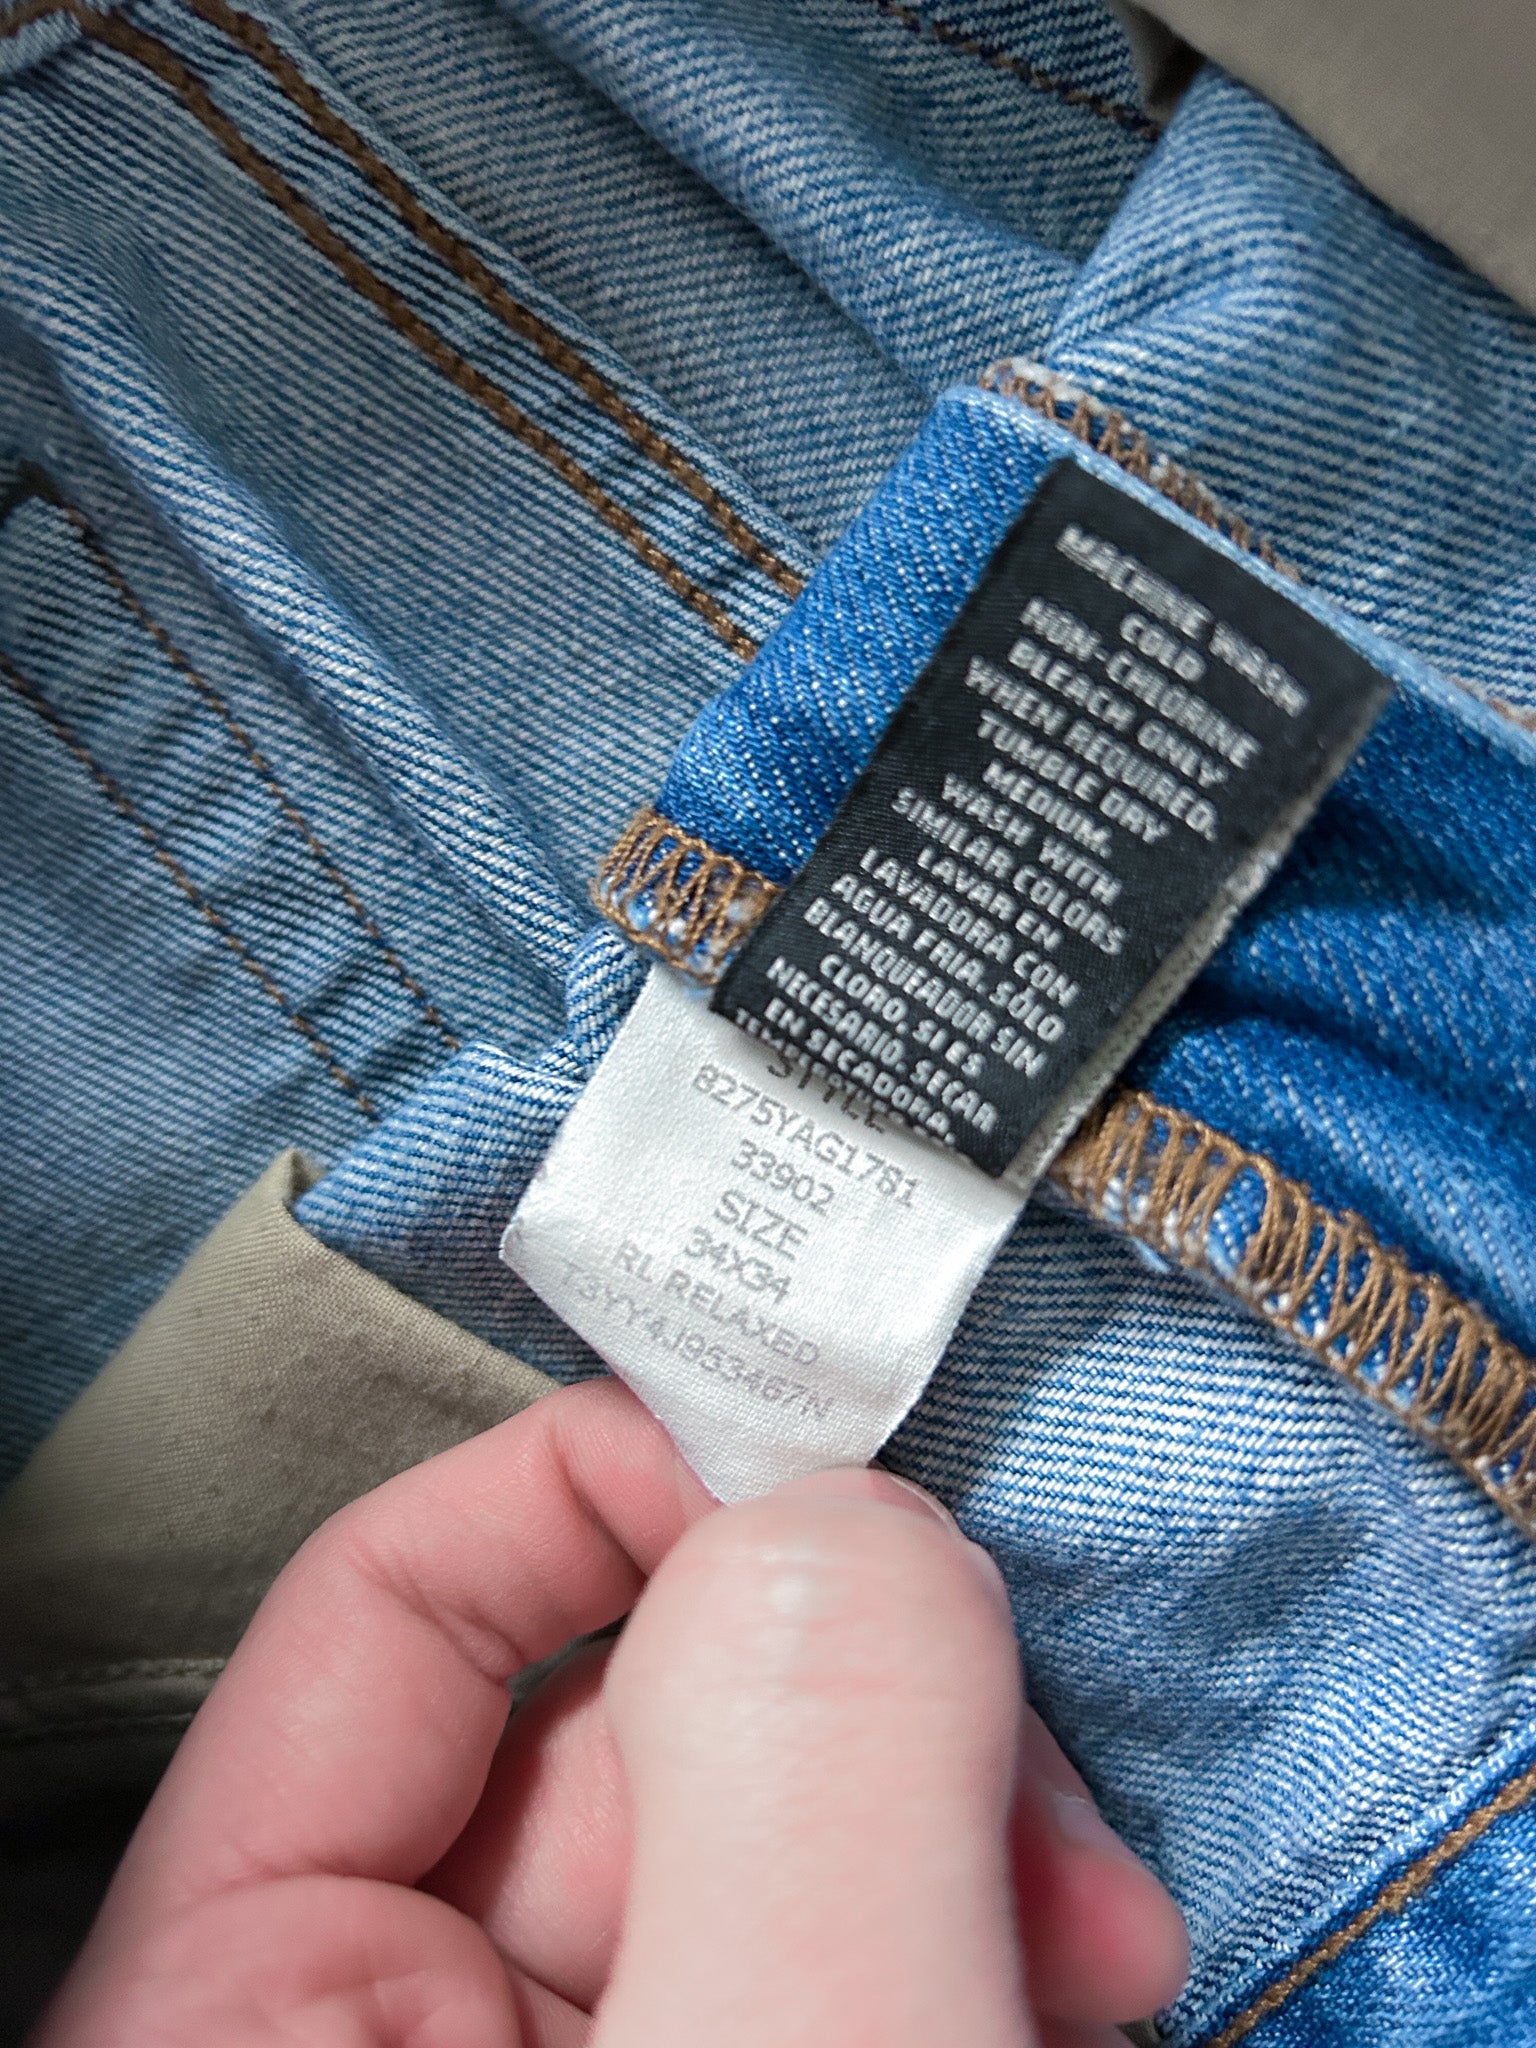 MACHINE WASH
COLD
NON-CHLORINE
BLEACH ONLY
WHEN REQUIRED.
TUMBLE DRY
MEDIUM.
WASH WITH
SIMILAR COLORS
LAVAR EN
LAVADORA CON
AGUA FRIA. SOLO
BLANQUEADOR SIN
CLORO, SI ES
NECESARIO. SECAR
EN SECADORA.
STYLE
8275YAG1781
33902
SIZE
34X34
RL RELAXED
T3YY4J953467N